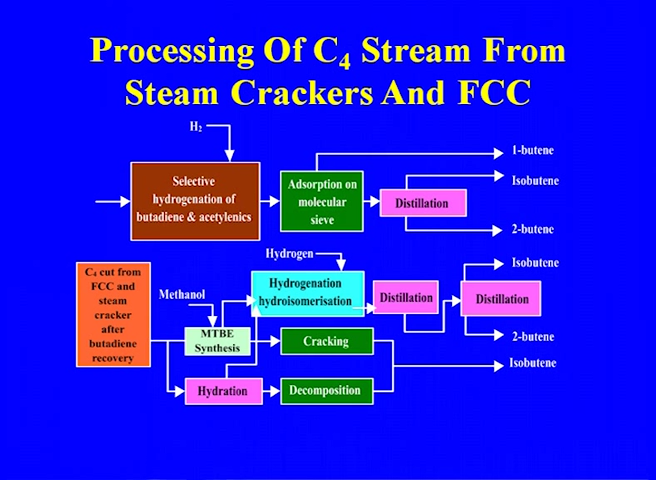 Processing Of C₄ Stream From
Steam Crackers And FCC
H₂
Selective
hydrogenation of
butadiene & acetylenics
Adsorption on
molecular
sieve
Distillation
1-butene
Isobutene
2-butene
C₄ cut from
FCC and
steam
cracker
after
butadiene
recovery
Methanol
Hydrogen
Hydrogenation
hydroisomerisation
Distillation
Distillation
Isobutene
2-butene
MTBE
Synthesis
Cracking
Isobutene
Hydration
Decomposition